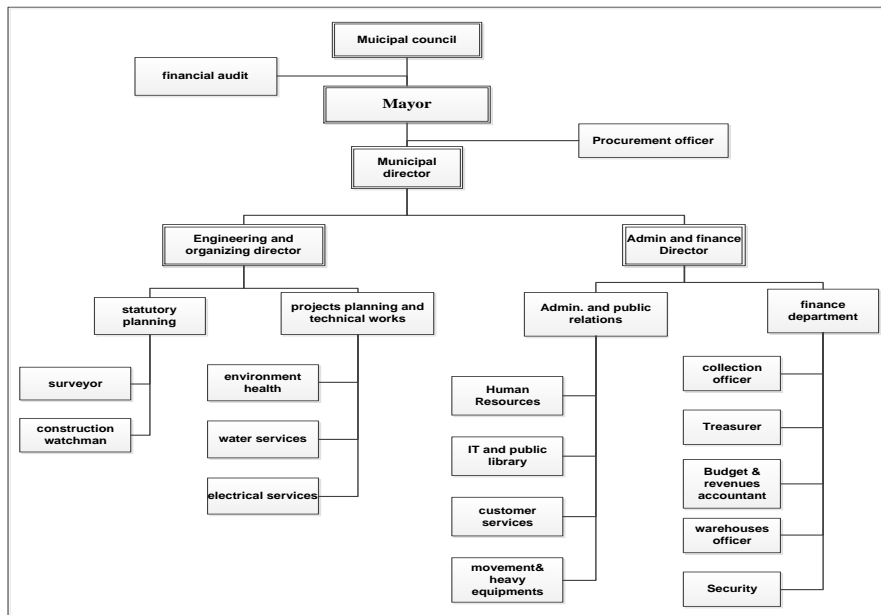 Muicipal council
financial audit
Mayor
Procurement officer
Municipal
director
Engineering and
organizing director
Admin and finance
Director
statutory
planning
projects planning and
technical works
Admin. and public
relations
finance
department
surveyor
construction
watchman
environment
health
water services
electrical services
Human
Resources
IT and public
library
customer
services
movement&
heavy
equipments
collection
officer
Treasurer
Budget &
revenues
accountant
warehouses
officer
Security